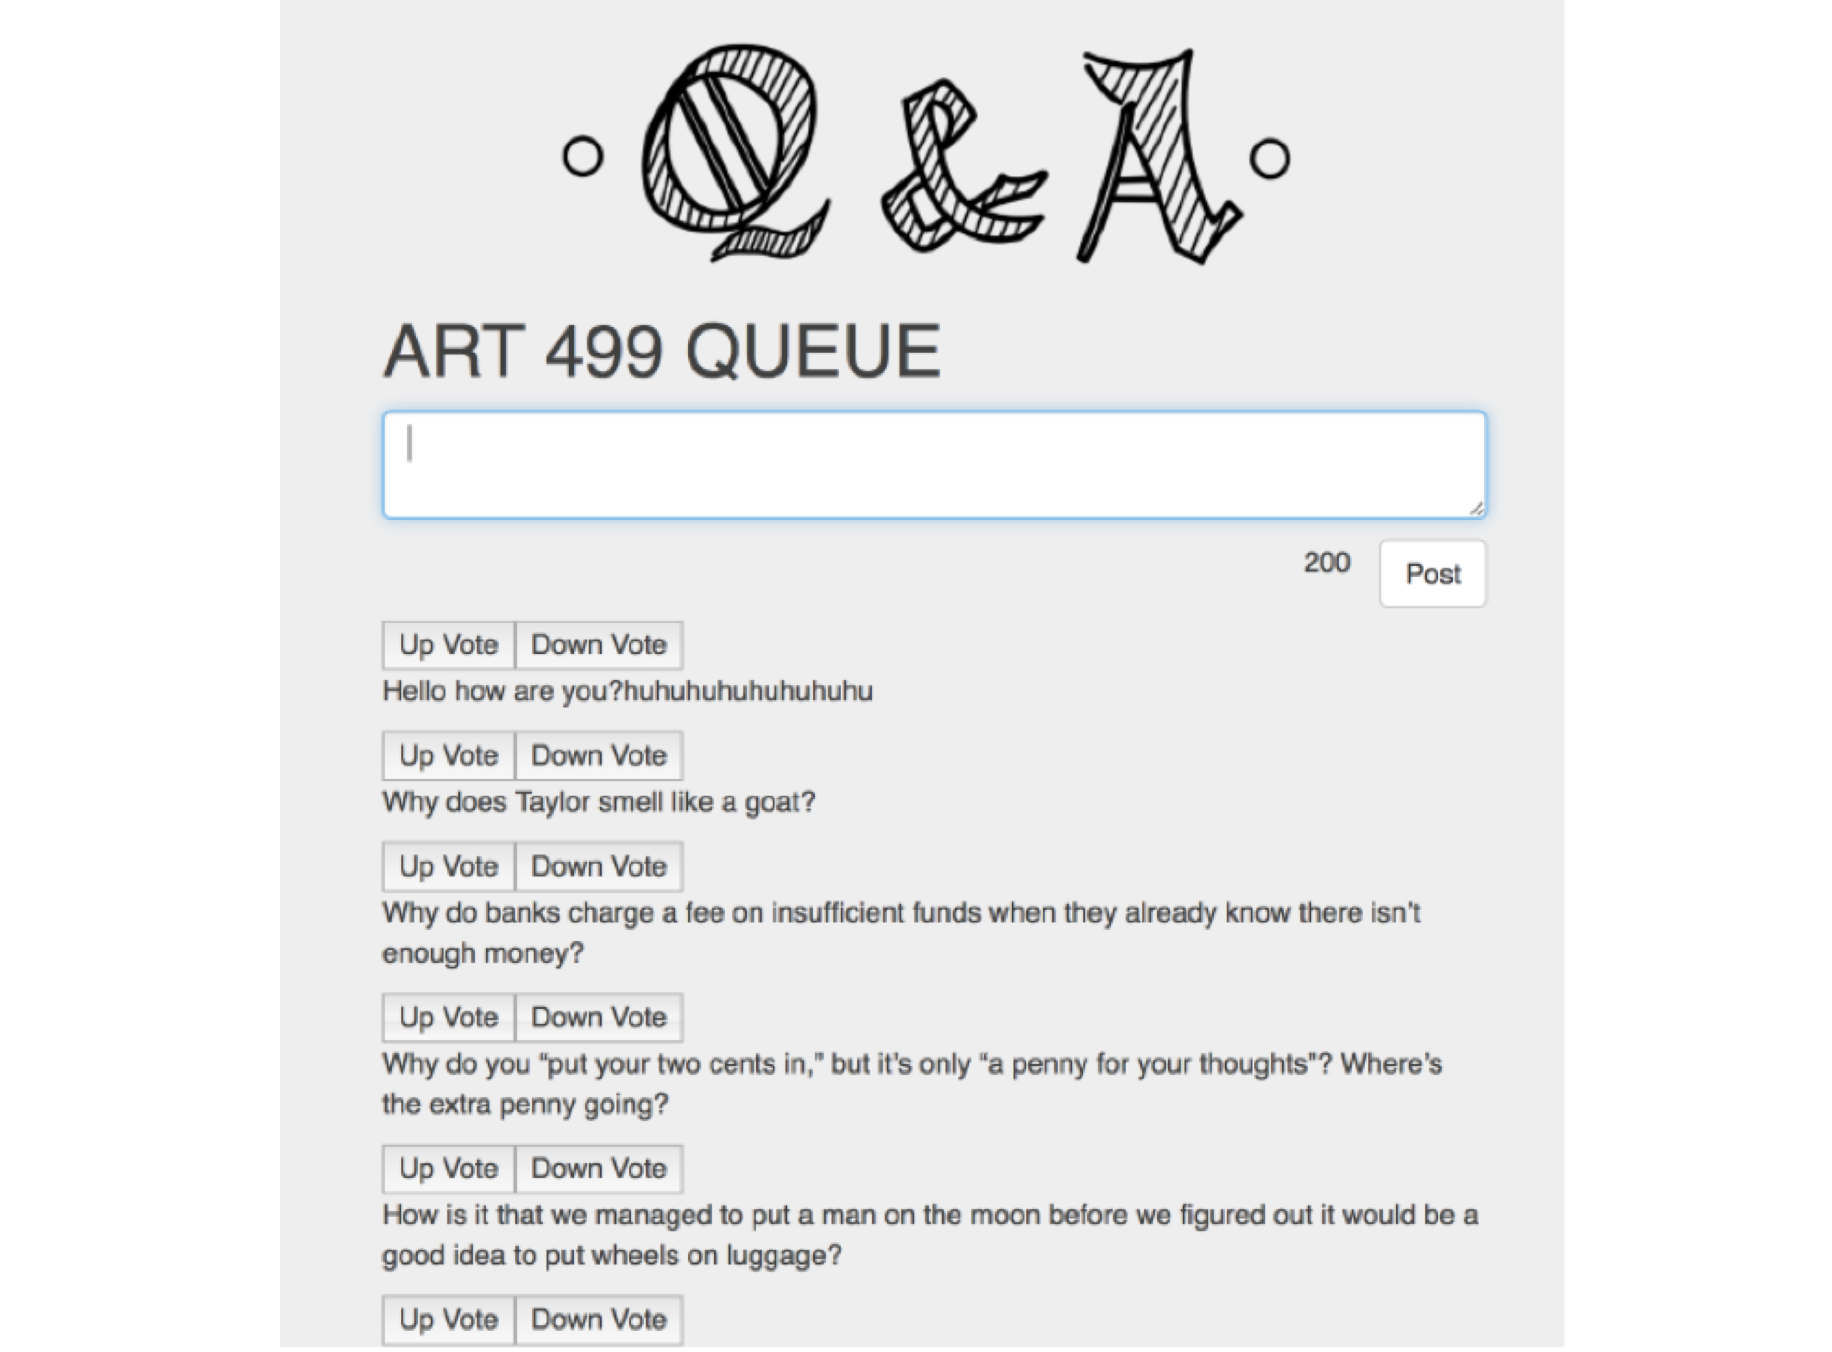 Q & A
ART 499 QUEUE
200 Post
Up Vote Down Vote
Hello how are you?huhuhuhuhuhuhuhu
Up Vote Down Vote
Why does Taylor smell like a goat?
Up Vote Down Vote
Why do banks charge a fee on insufficient funds when they already know there isn't
enough money?
Up Vote Down Vote
Why do you “put your two cents in,” but it’s only “a penny for your thoughts”? Where’s
the extra penny going?
Up Vote Down Vote
How is it that we managed to put a man on the moon before we figured out it would be a
good idea to put wheels on luggage?
Up Vote Down Vote